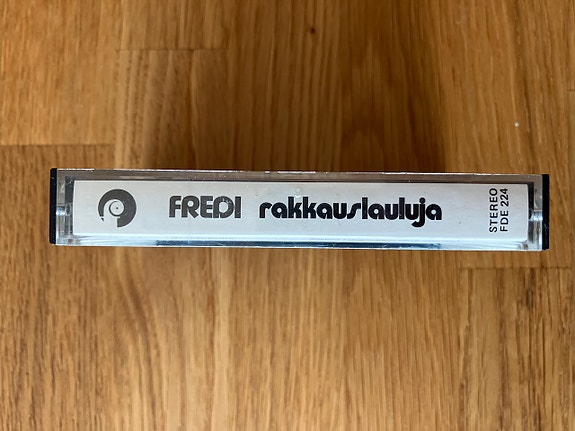 FREDI rakkauslauluja
STEREO
FDE 224